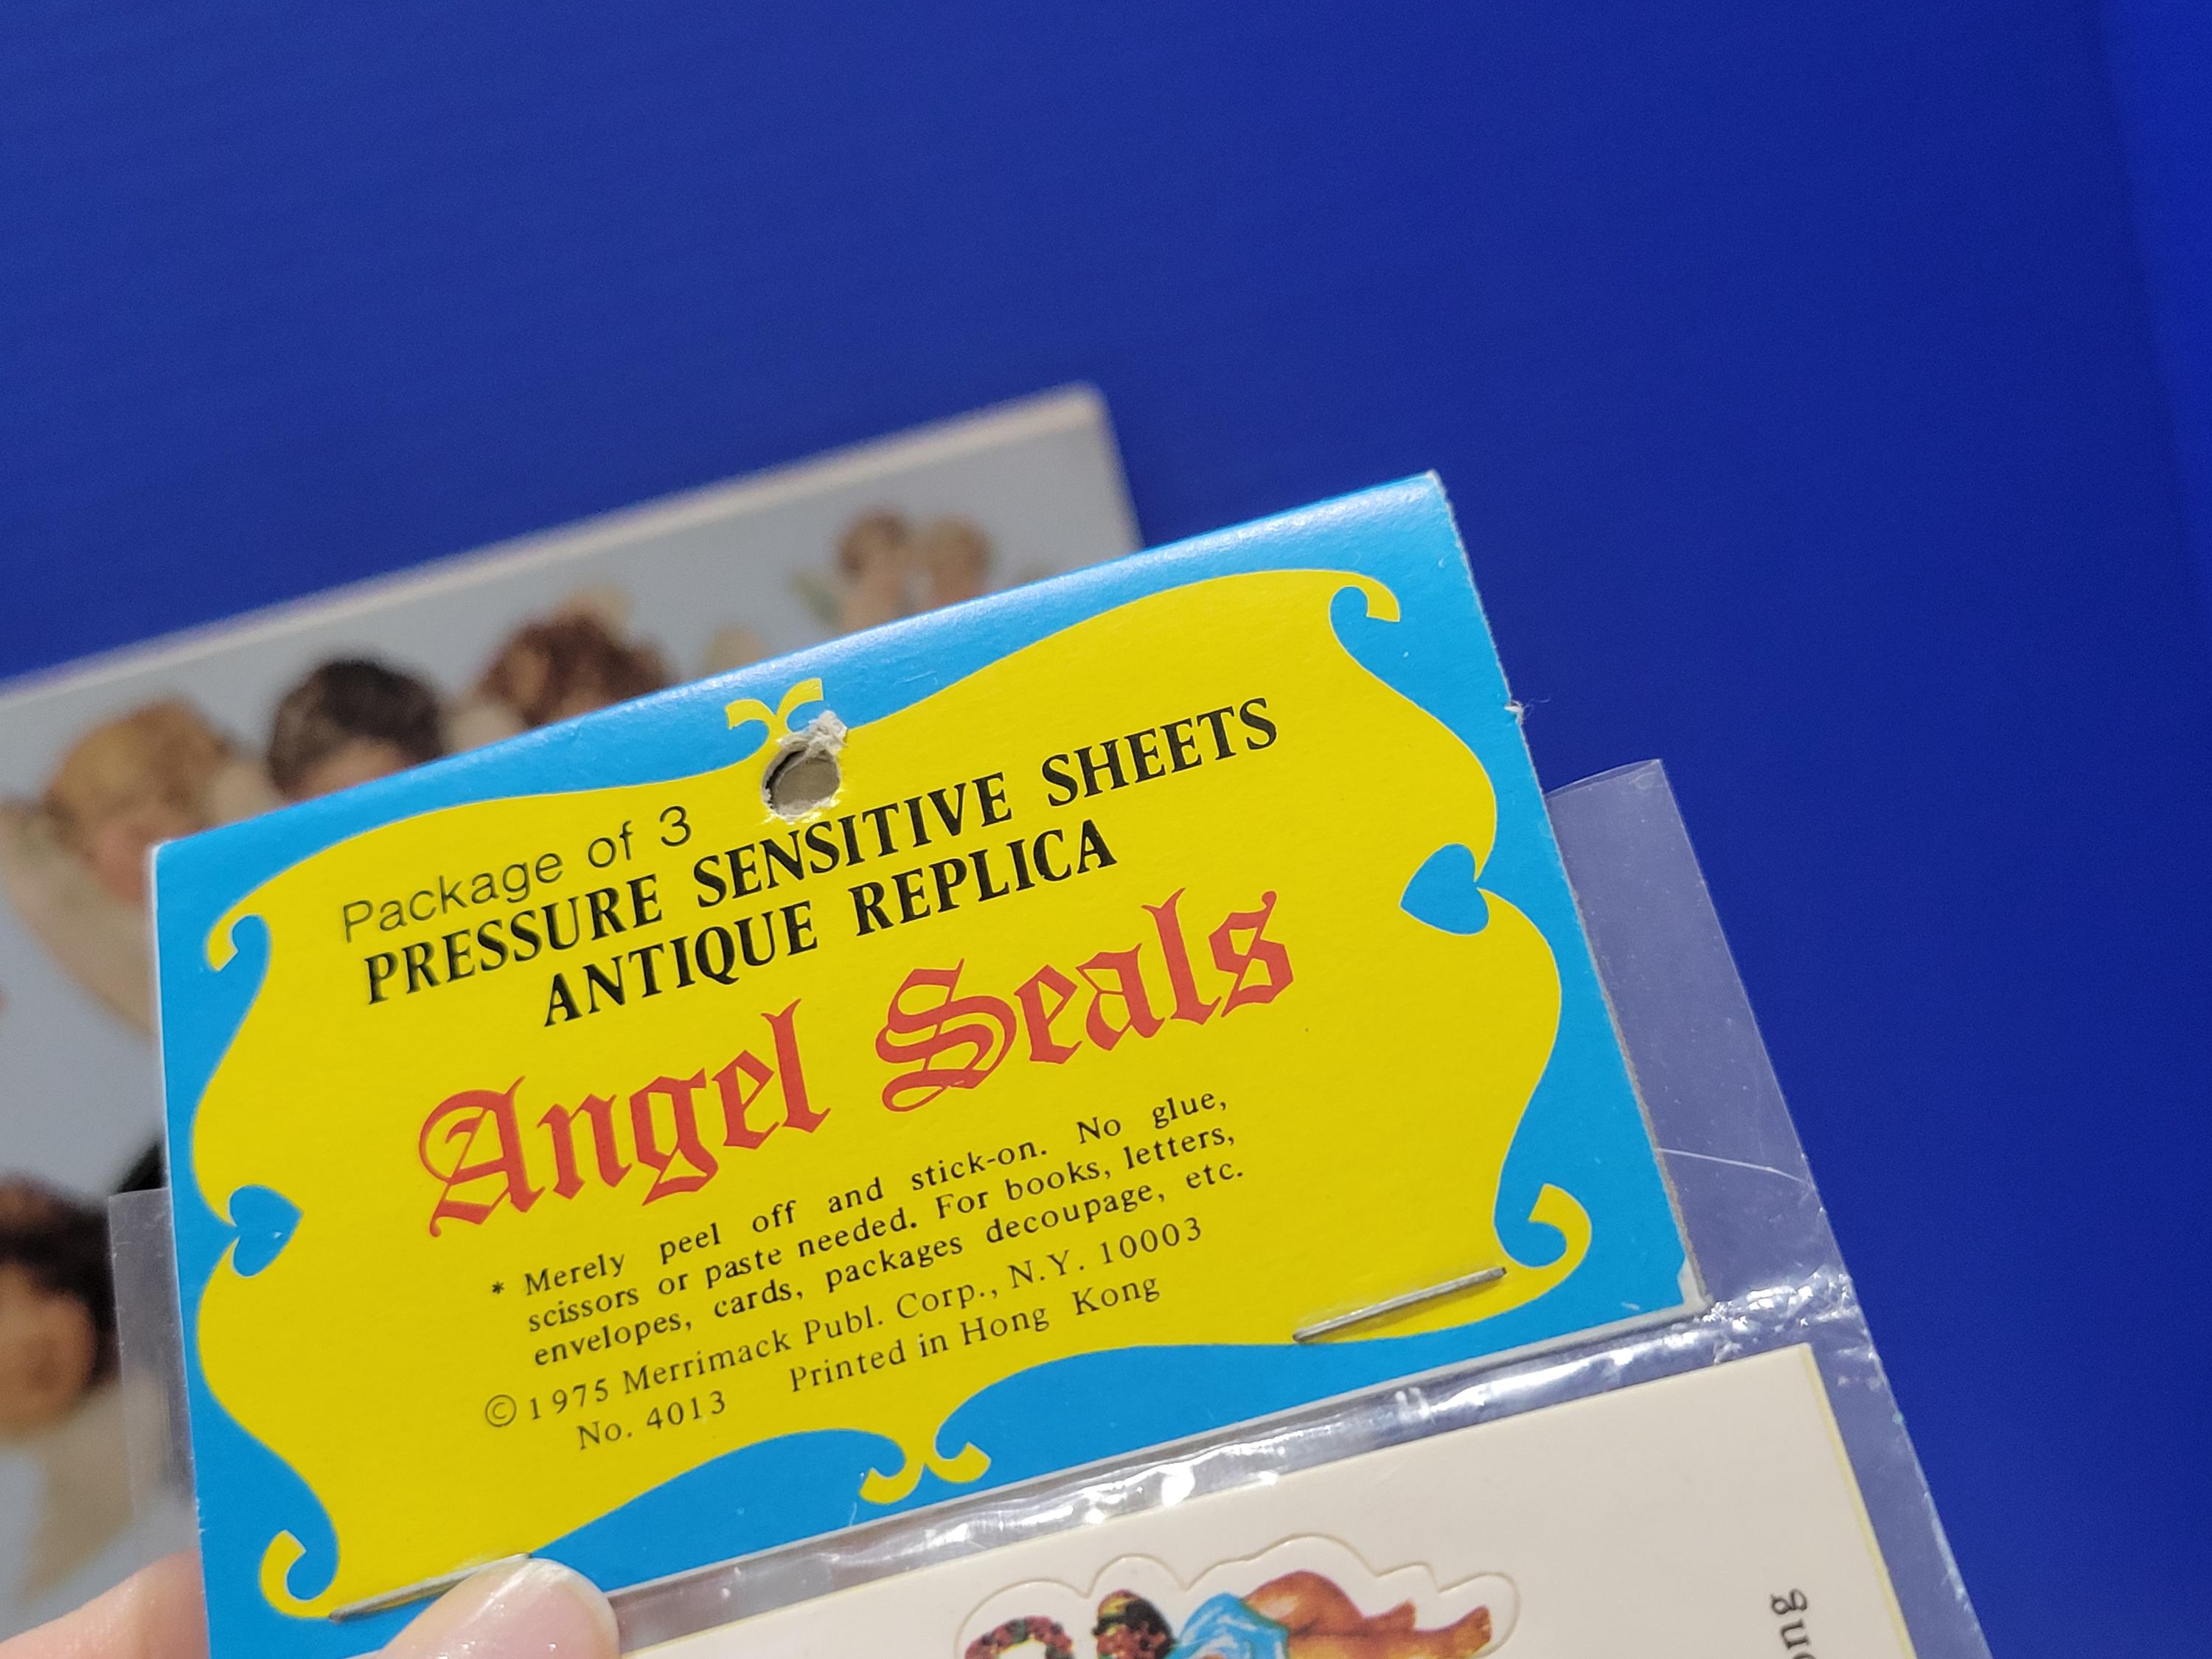 Package of 3
PRESSURE SENSITIVE SHEETS
ANTIQUE REPLICA
Angel Seals
* Merely peel off and stick-on. No glue,
scissors or paste needed. For books, letters,
envelopes, cards, packages decoupage, etc.
©1975 Merrimack Publ. Corp., N.Y. 10003
No. 4013 Printed in Hong Kong